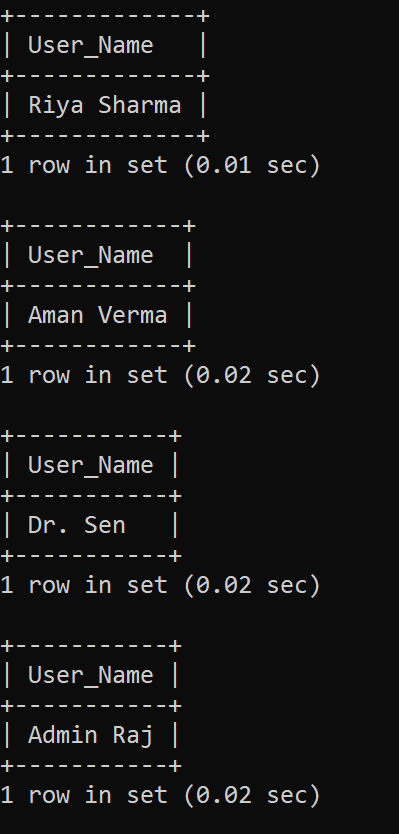 +-------------+
| User_Name   |
+-------------+
| Riya Sharma |
+-------------+
1 row in set (0.01 sec)

+------------+
| User_Name  |
+------------+
| Aman Verma |
+------------+
1 row in set (0.02 sec)

+-----------+
| User_Name |
+-----------+
| Dr. Sen   |
+-----------+
1 row in set (0.02 sec)

+-----------+
| User_Name |
+-----------+
| Admin Raj |
+-----------+
1 row in set (0.02 sec)